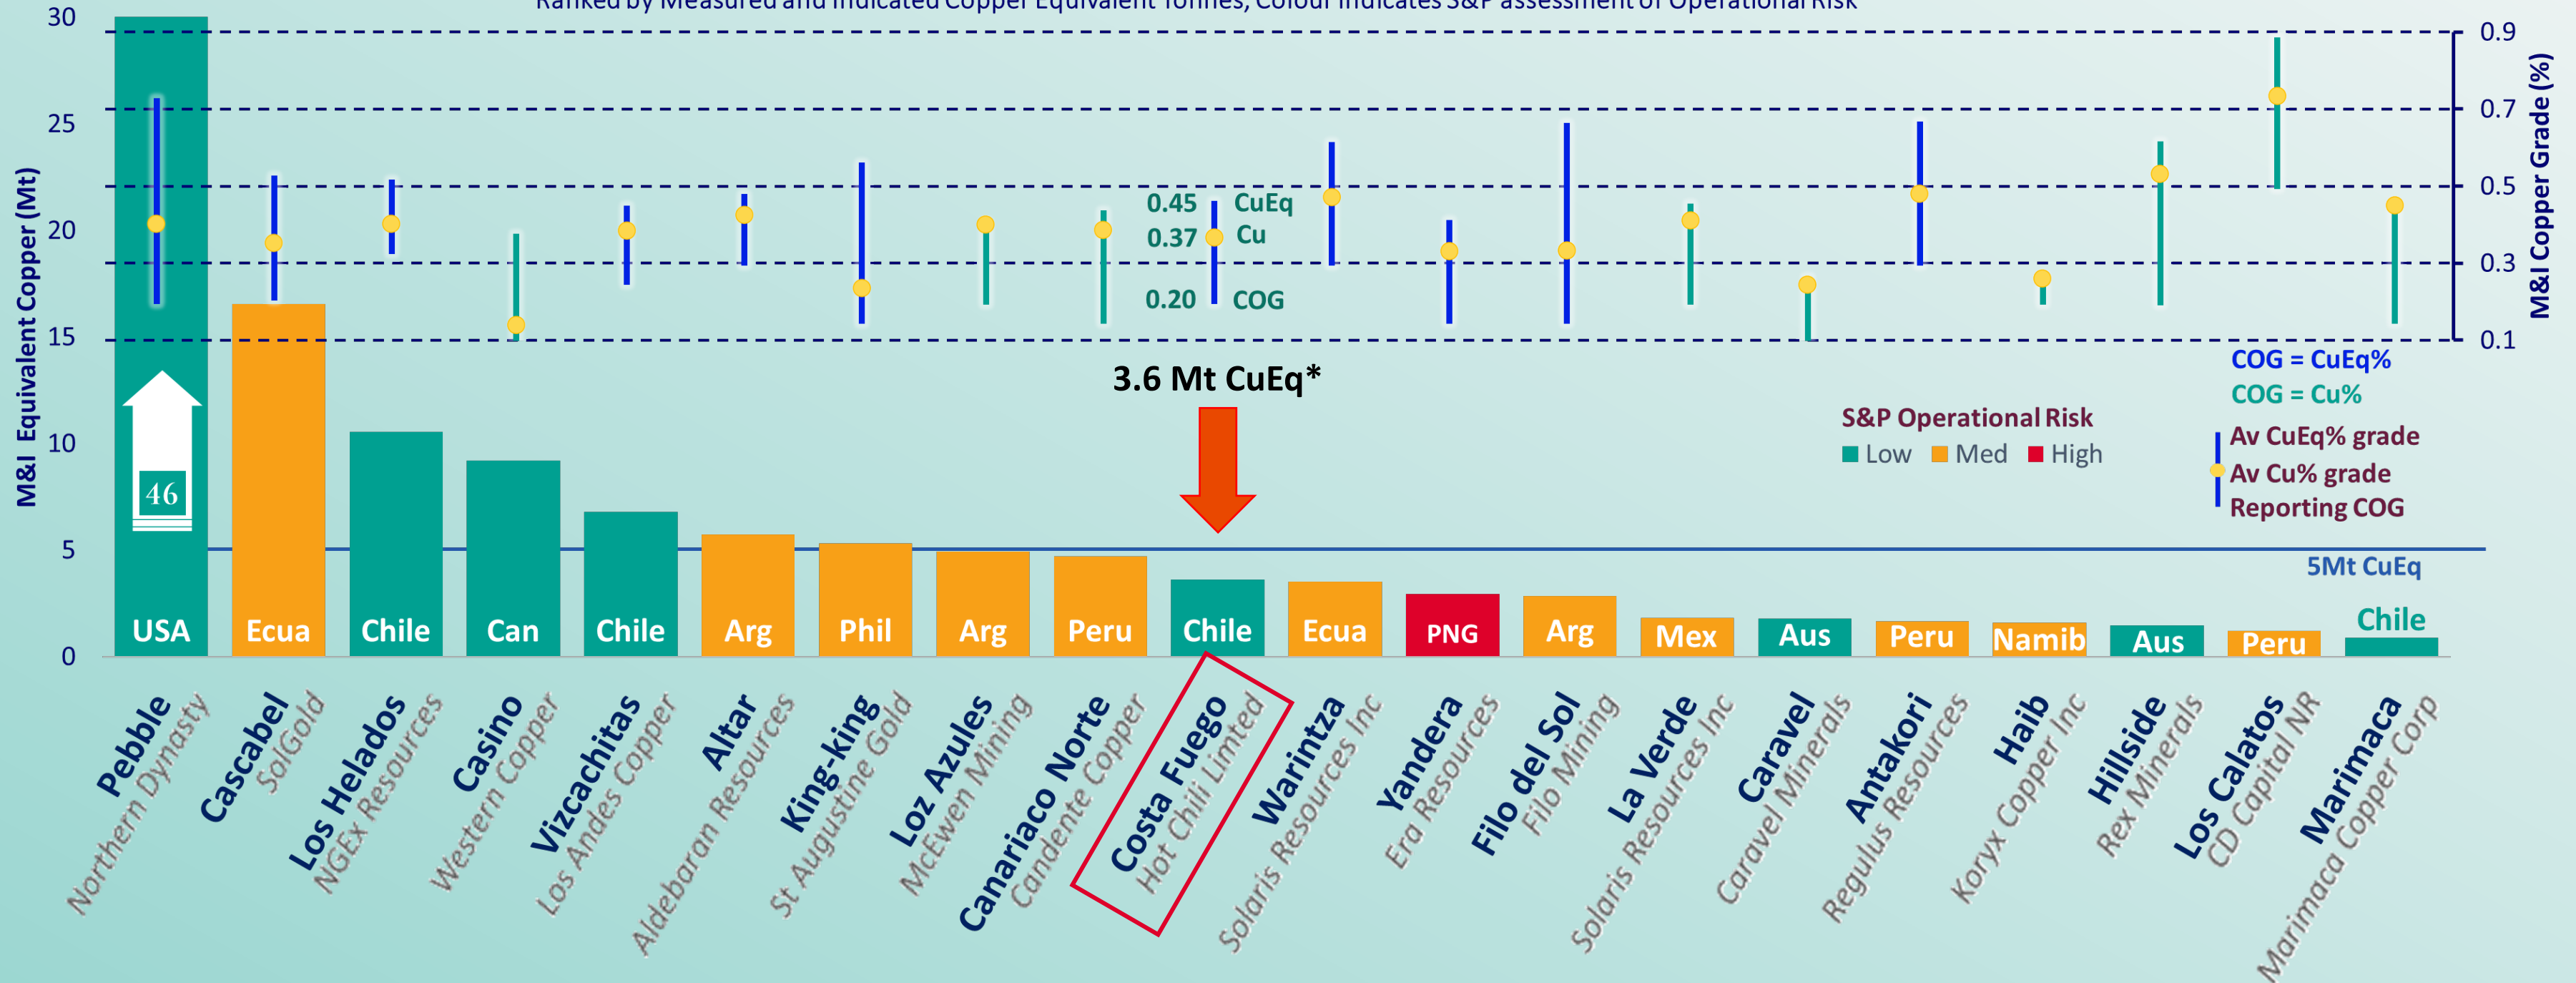 Ranked by Measured and Indicated Copper Equivalent Tonnes, Colour indicates S&P assessment of Operational Risk
M&I Equivalent Copper (Mt)
30
25
20
15
10
5
0
M&I Copper Grade (%)
0.9
0.7
0.5
0.3
0.1
0.45 CuEq
0.37 Cu
0.20 COG
3.6 Mt CuEq*
COG = CuEq%
COG = Cu%
S&P Operational Risk
Low Med High
Av CuEq% grade
Av Cu% grade
Reporting COG
46
5Mt CuEq
USA
Ecua
Chile
Can
Chile
Arg
Phil
Arg
Peru
Chile
Ecua
PNG
Arg
Mex
Aus
Peru
Namib
Aus
Peru
Chile
Pebble
Northern Dynasty
Cascabel
SolGold
Los Helados
NGEx Resources
Casino
Western Copper
Vizcachitas
Los Andes Copper
Altar
Aldebaran Resources
King-king
St Augustine Gold
Loz Azules
McEwen Mining
Canariaco Norte
Candente Copper
Costa Fuego
Hot Chili Limted
Warintza
Solaris Resources Inc
Yandera
Era Resources
Filo del Sol
Filo Mining
La Verde
Solaris Resources Inc
Caravel
Caravel Minerals
Antakori
Regulus Resources
Haib
Koryx Copper Inc
Hillside
Rex Minerals
Los Calatos
CD Capital NR
Marimaca
Marimaca Copper Corp